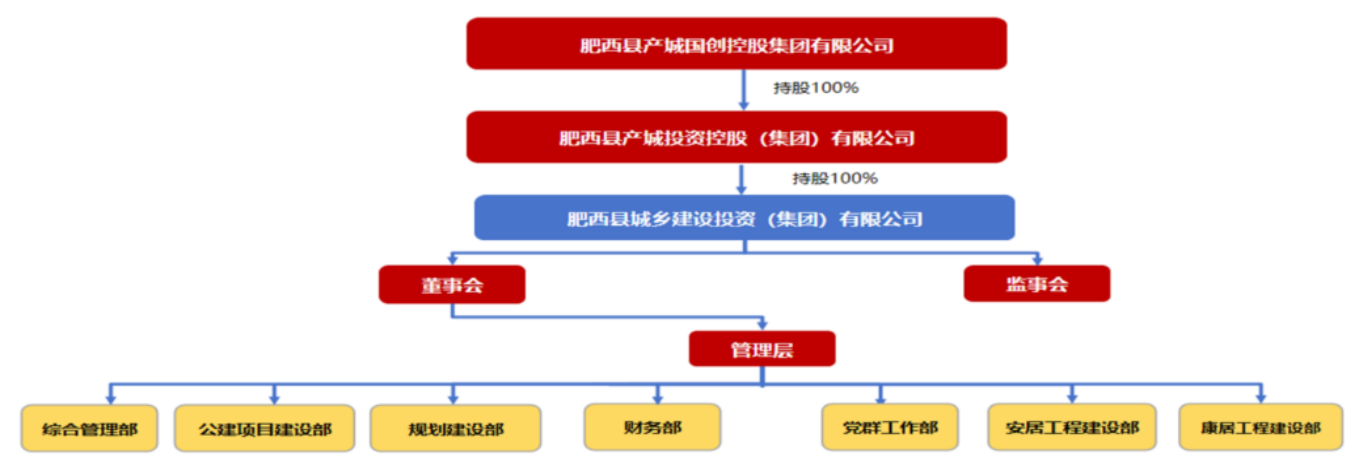 肥西县产城国创控股集团有限公司
持股100%
肥西县产城投资控股（集团）有限公司
持股100%
肥西县城乡建设投资（集团）有限公司
董事会
监事会
管理层
综合管理部
公建项目建设部
规划建设部
财务部
党群工作部
安居工程建设部
康居工程建设部